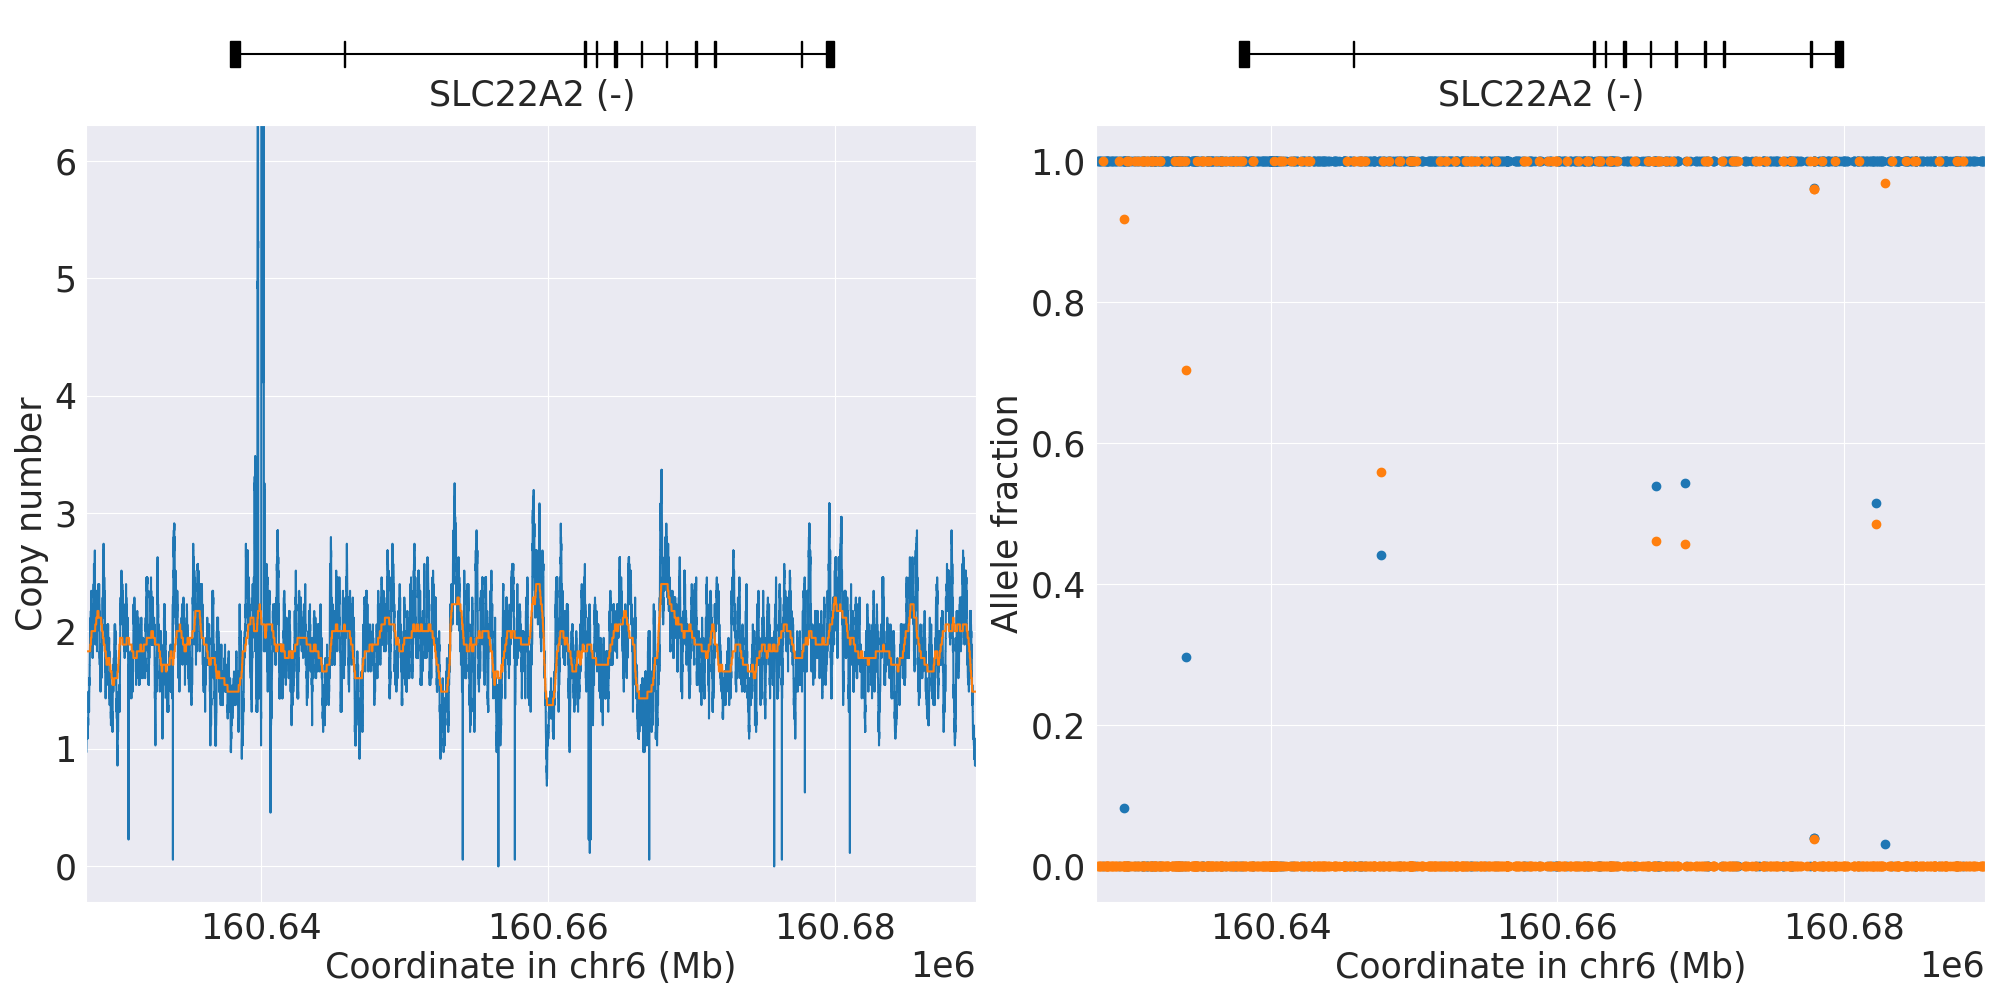 SLC22A2 (-)
6
5
4
3
2
1
0
Copy number
160.64
160.66
160.68
Coordinate in chr6 (Mb)
1e6
SLC22A2 (-)
1.0
0.8
0.6
0.4
0.2
0.0
Allele fraction
160.64
160.66
160.68
Coordinate in chr6 (Mb)
1e6